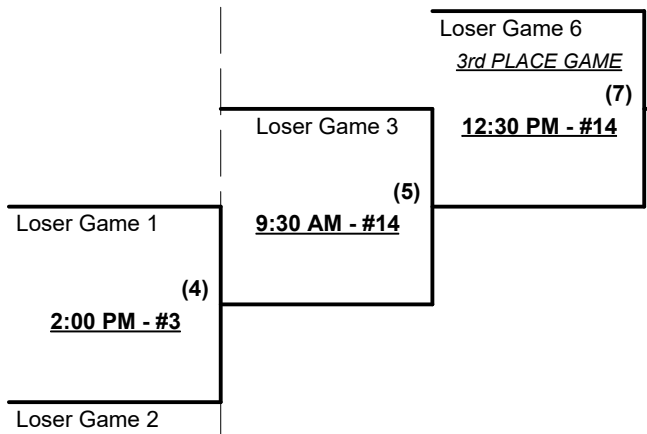 Loser Game 6
3rd PLACE GAME
(7)
12:30 PM - #14
Loser Game 3
(5)
9:30 AM - #14
Loser Game 1
(4)
2:00 PM - #3
Loser Game 2